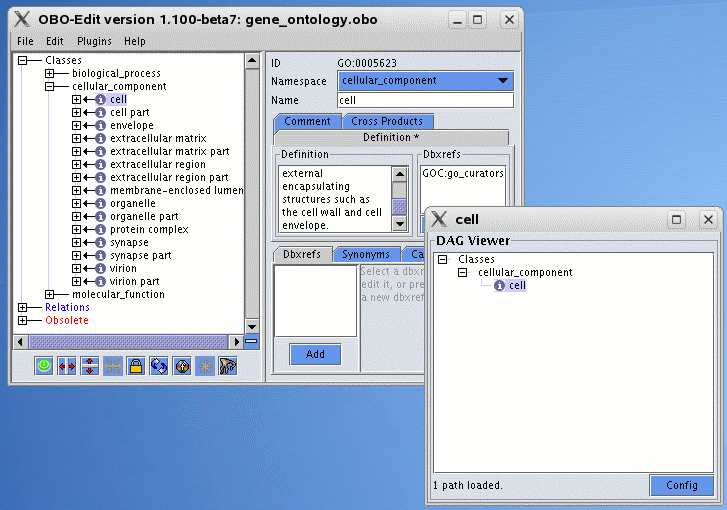 OBO-Edit version 1.100-beta7: gene_ontology.obo
File Edit Plugins Help
Classes
biological_process
cellular_component
cell
cell part
envelope
extracellular matrix
extracellular matrix part
extracellular region
extracellular region part
membrane-enclosed lumen
organelle
organelle part
protein complex
synapse
synapse part
virion
virion part
molecular_function
Relations
Obsolete
ID GO:0005623
Namespace cellular_component
Name cell
Comment Cross Products
Definition *
Definition
external
encapsulating
structures such as
the cell wall and cell
envelope.
Dbxrefs
GOC:go_curators
Dbxrefs Synonyms Ca
Select a dbxr
edit it, or pre
a new dbxref
Add
cell
DAG Viewer
Classes
cellular_component
cell
1 path loaded.
Config